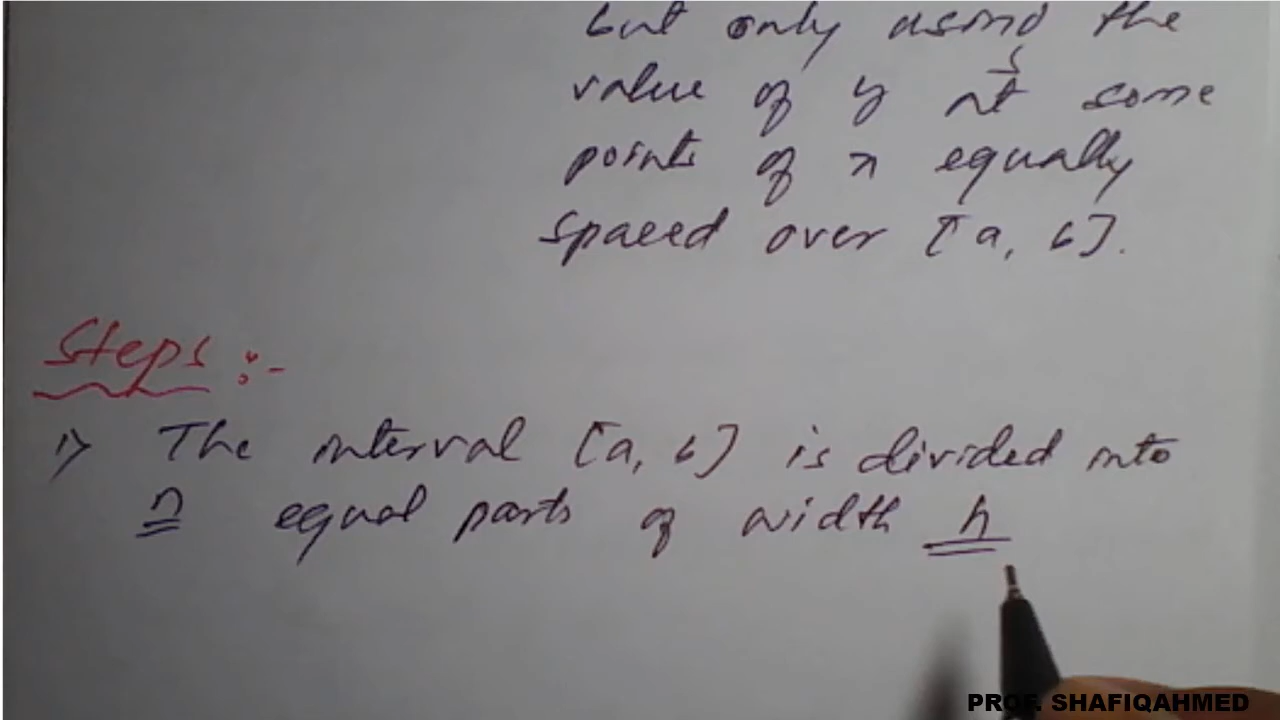 but only using the
value of y at some
points of x equally
spaced over [a, b].
Steps :-
1> The interval [a, b] is divided into
n equal parts of width h
PROF. SHAFIQAHMED